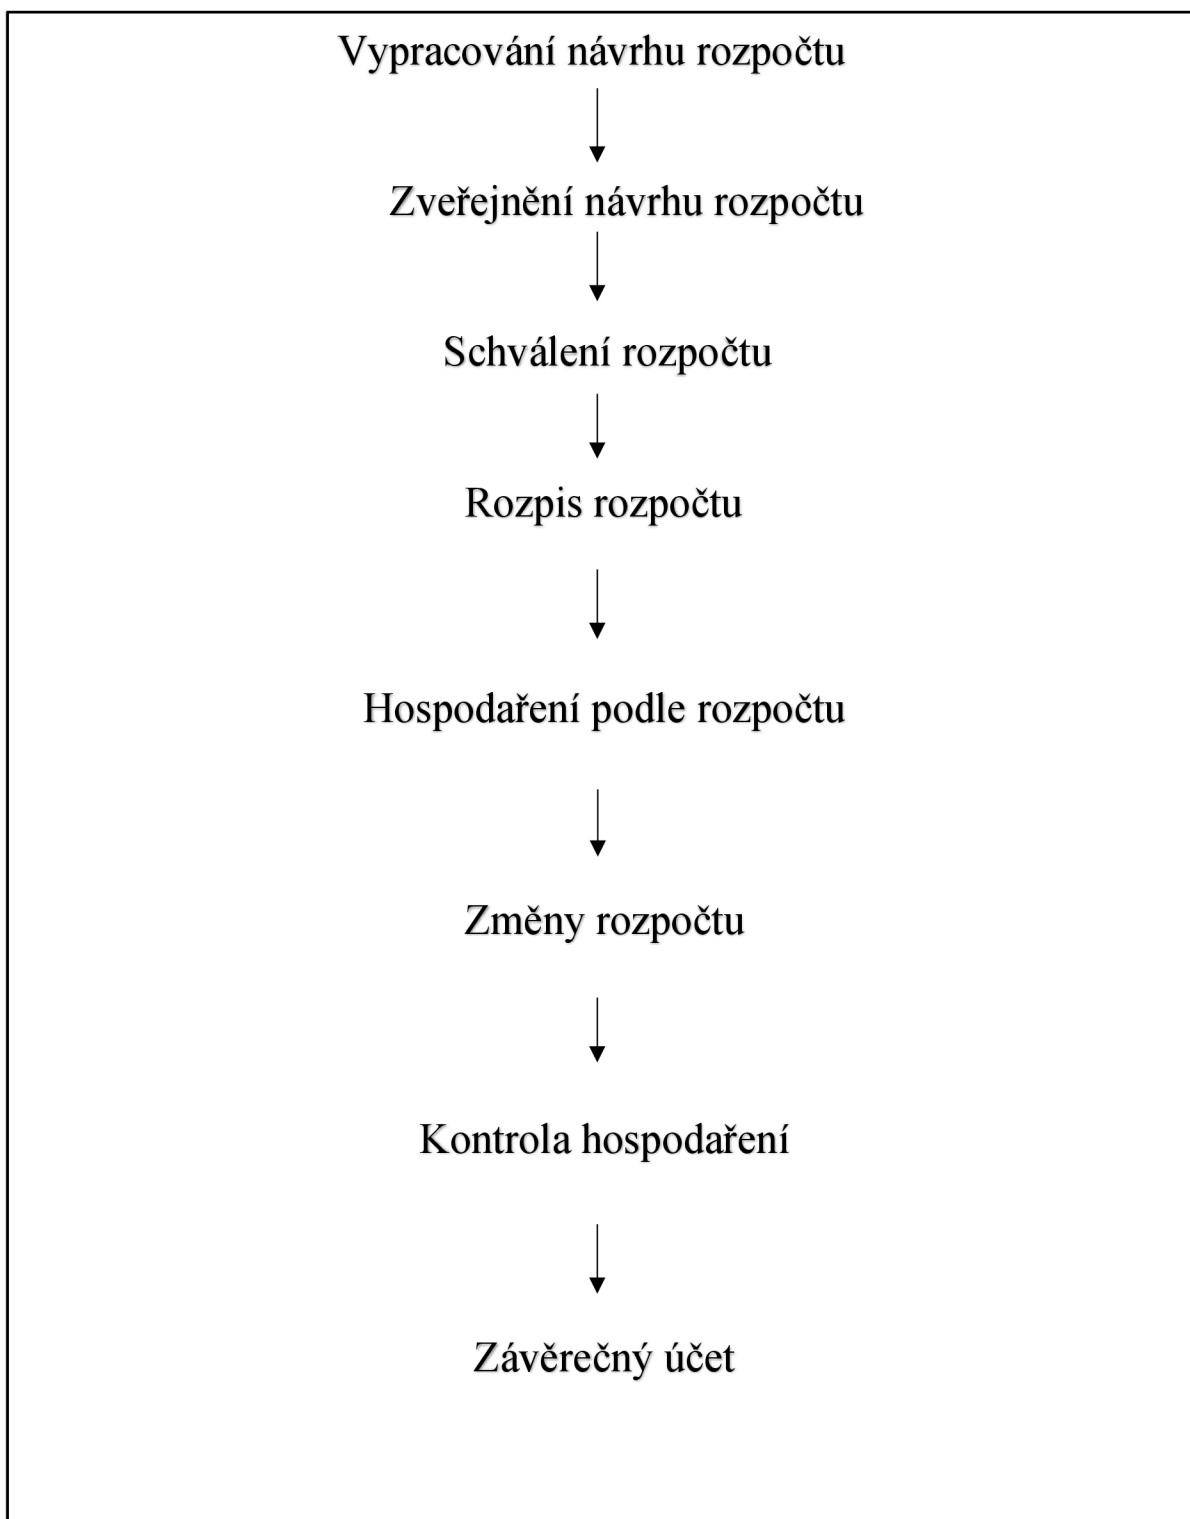 Vypracování návrhu rozpočtu
Zveřejnění návrhu rozpočtu
Schválení rozpočtu
Rozpis rozpočtu
Hospodaření podle rozpočtu
Změny rozpočtu
Kontrola hospodaření
Závěrečný účet